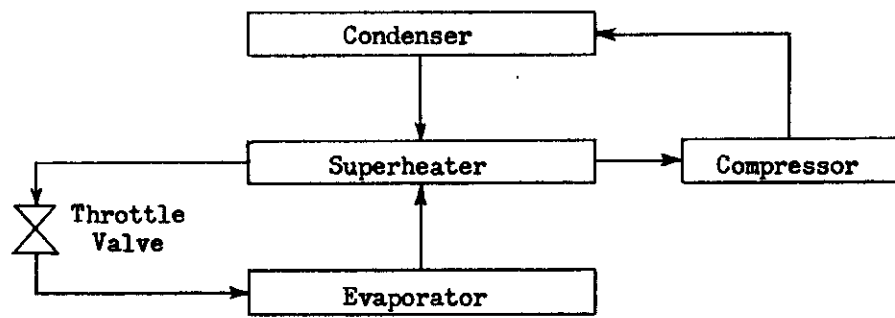 Condenser
Superheater
Compressor
Throttle
Valve
Evaporator